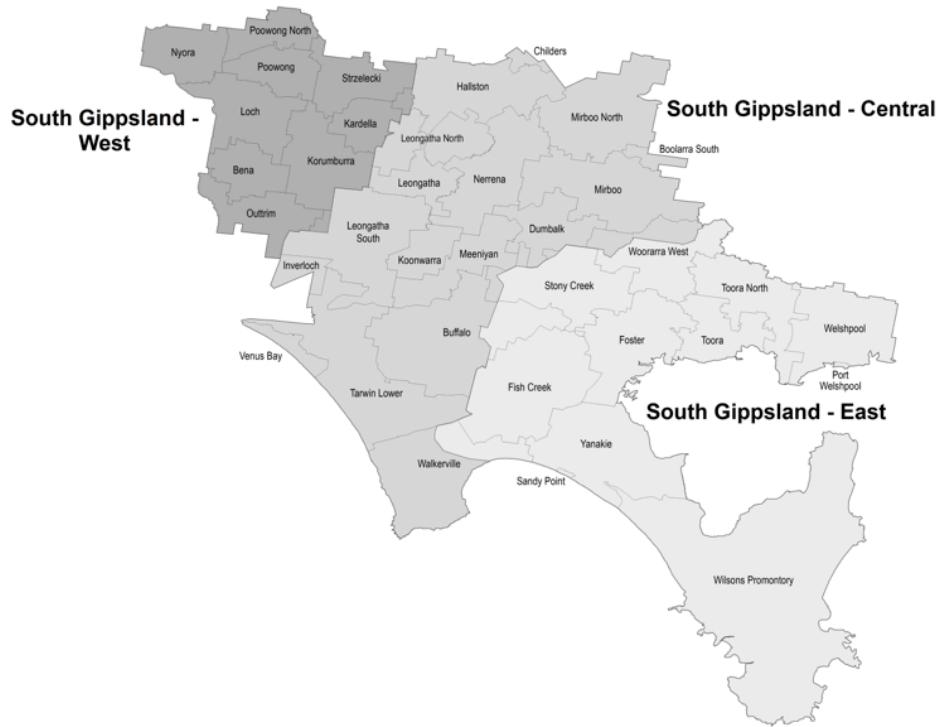 Poowong North
Nyora
Childers
Poowong
Strzelecki
Hallston
South Gippsland - Central
Loch
South Gippsland -
West
Kardella
Mirboo North
Leongatha North
Boolarra South
Korumburra
Bena
Leongatha
Nerrena
Mirboo
Outtrim
Leongatha
South
Dumbalk
Meeniyan
Woorarra West
Koonwarra
Inverloch
Stony Creek
Toora North
Buffalo
Welshpool
Foster
Toora
Venus Bay
Port
Welshpool
Fish Creek
Tarwin Lower
South Gippsland - East
Yanakie
Walkerville
Sandy Point
Wilsons Promontory